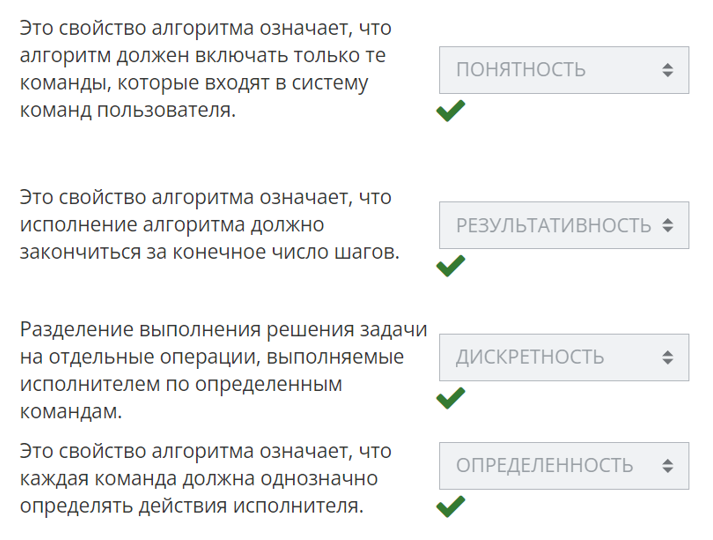 Это свойство алгоритма означает, что
алгоритм должен включать только те
команды, которые входят в систему
команд пользователя.
ПОНЯТНОСТЬ
Это свойство алгоритма означает, что
исполнение алгоритма должно
закончиться за конечное число шагов.
РЕЗУЛЬТАТИВНОСТЬ
Разделение выполнения решения задачи
на отдельные операции, выполняемые
исполнителем по определенным
командам.
ДИСКРЕТНОСТЬ
Это свойство алгоритма означает, что
каждая команда должна однозначно
определять действия исполнителя.
ОПРЕДЕЛЕННОСТЬ